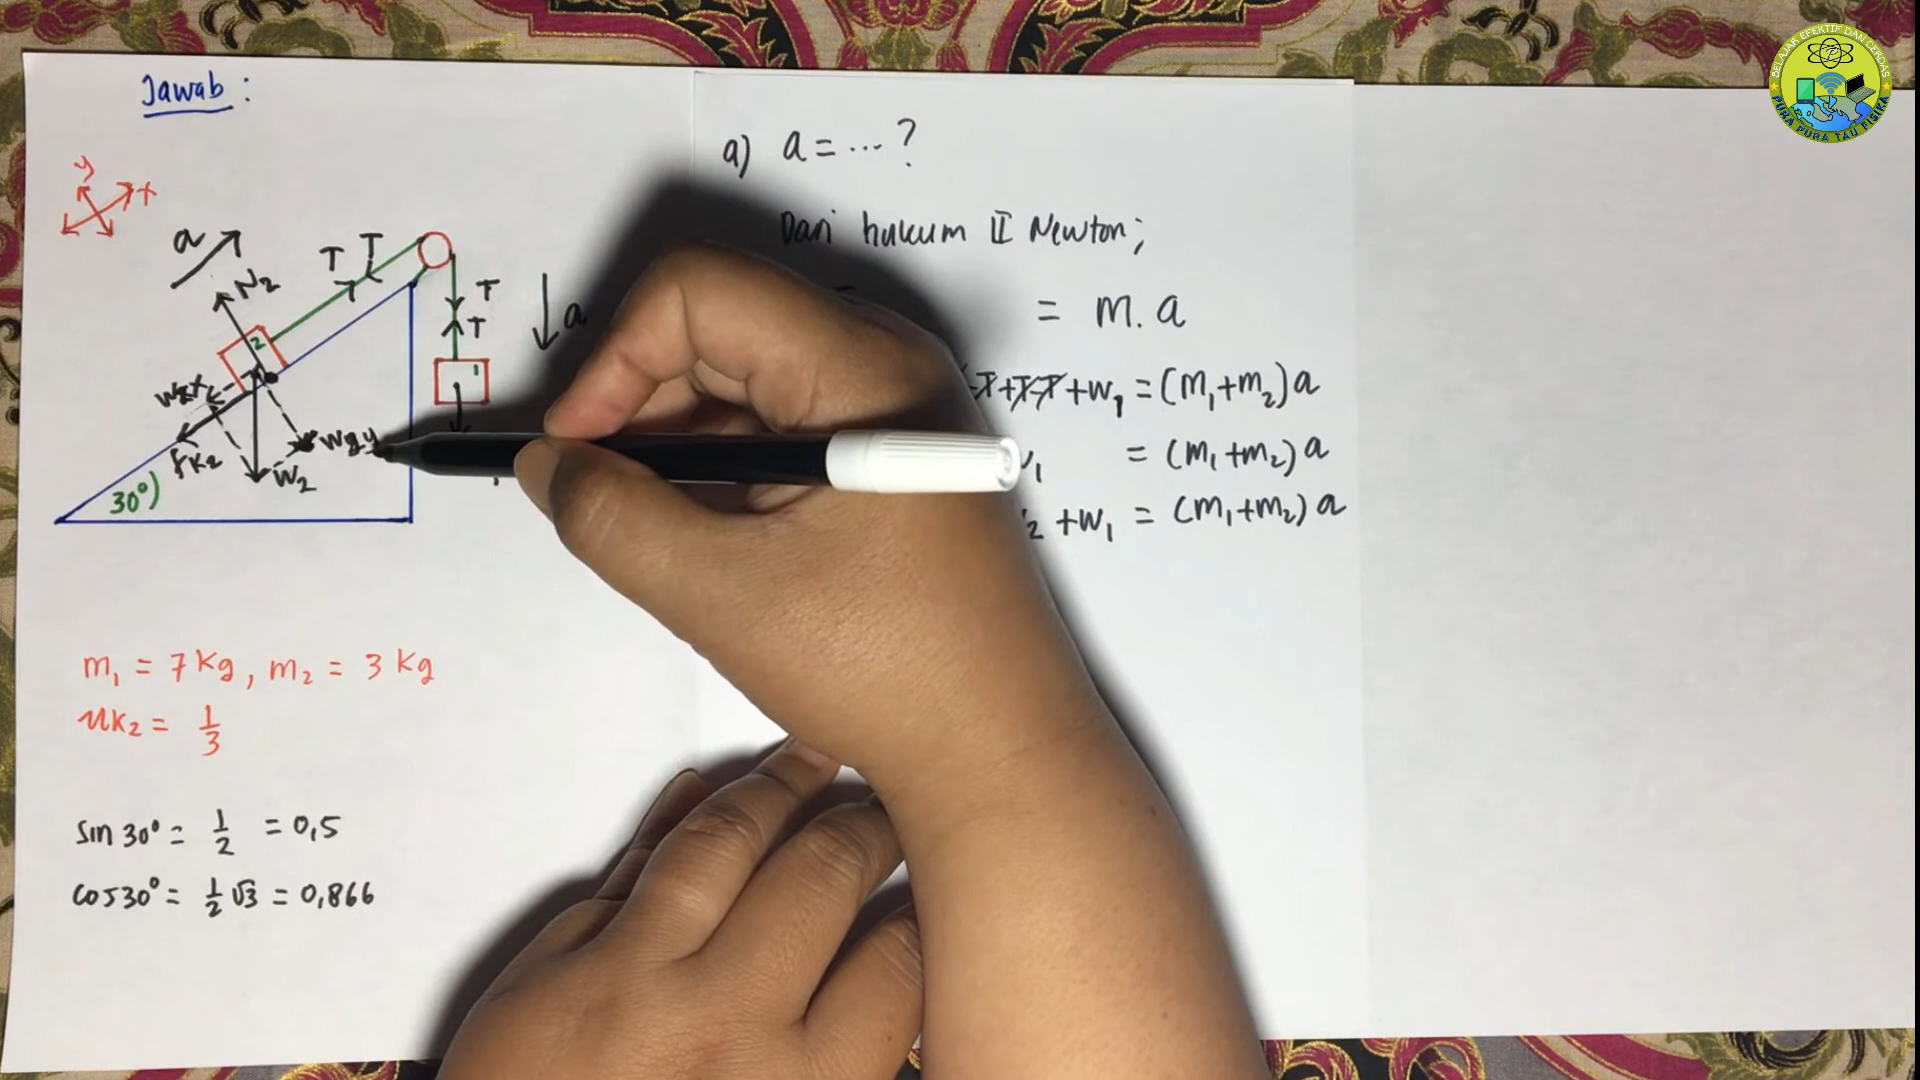 Jawab :
y
x
a
T T
N₂
2
T
T
a
1
W₂x
fk₂
W₂
W₂y
30°
m₁ = 7 Kg, m₂ = 3 Kg
μk₂ = 1/3
sin 30° = 1/2 = 0,5
cos 30° = 1/2 √3 = 0,866
a) a = ... ?
Dari hukum II Newton;
= m. a
-T+T-T +W₁ = (m₁+m₂) a
= (m₁+m₂) a
+W₁ = (m₁+m₂) a
BELAJAR EFEKTIF DAN CERDAS
PURA PURA TAU FISIKA